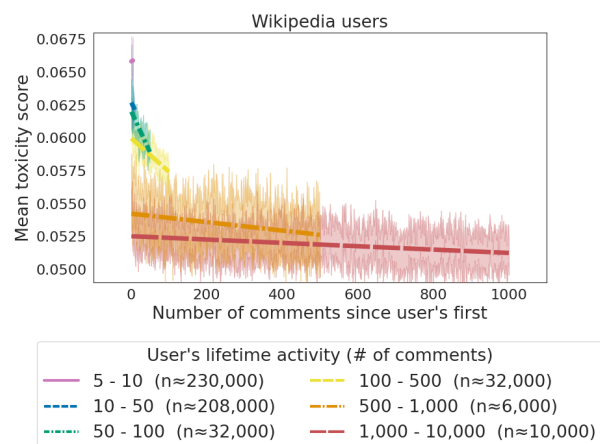 Wikipedia users
0.0675
0.0650
0.0625
0.0600
0.0575
0.0550
0.0525
0.0500
Mean toxicity score
0 200 400 600 800 1000
Number of comments since user's first
User's lifetime activity (# of comments)
5 - 10 (n≈230,000)
10 - 50 (n≈208,000)
50 - 100 (n≈32,000)
100 - 500 (n≈32,000)
500 - 1,000 (n≈6,000)
1,000 - 10,000 (n≈10,000)